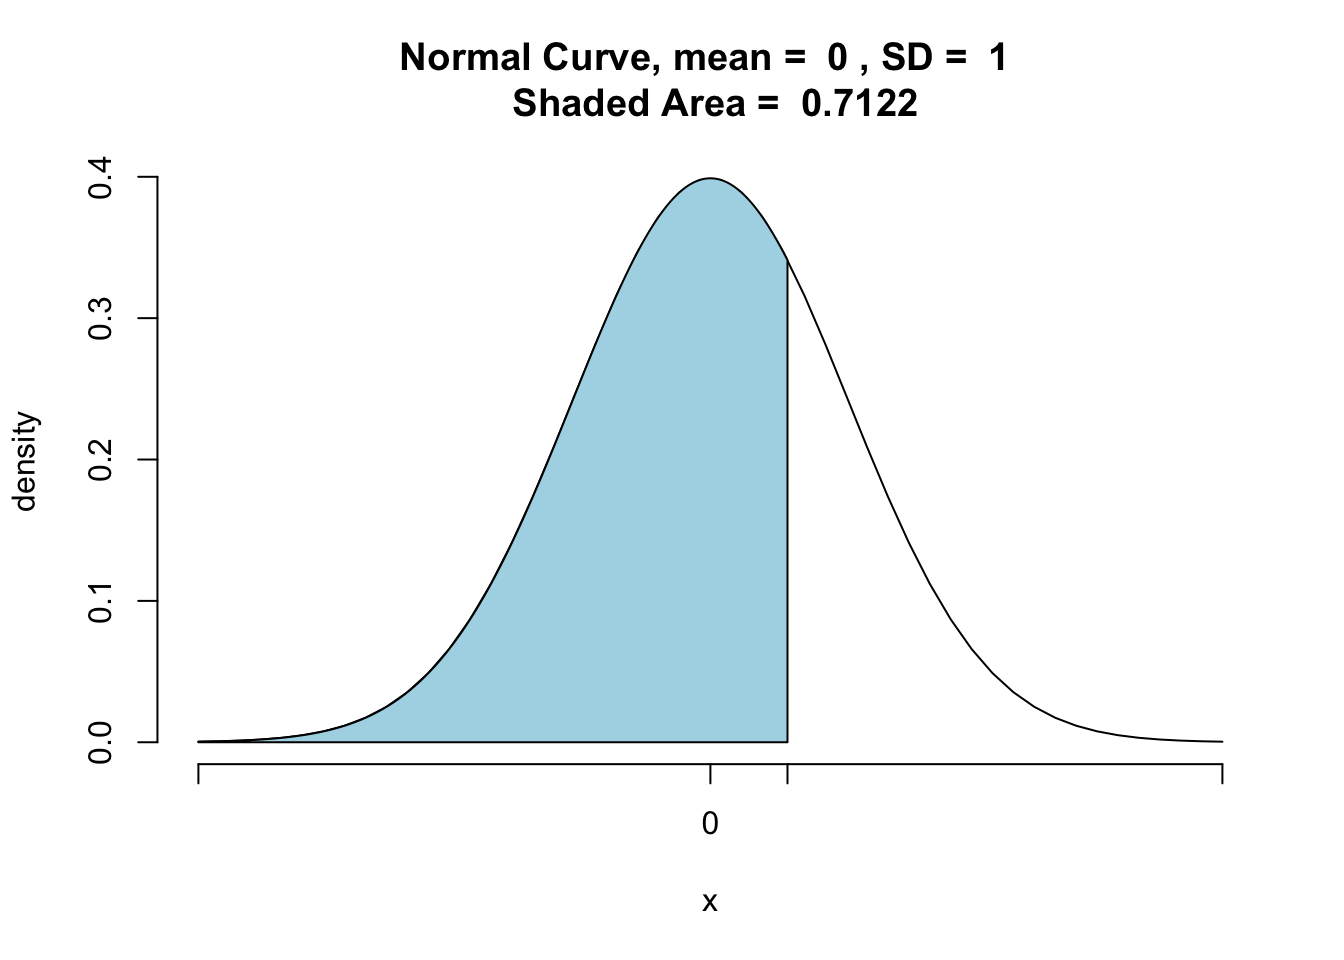 Normal Curve, mean =  0 , SD =  1
Shaded Area =  0.7122
0.4
0.3
0.2
0.1
0.0
density
0
x